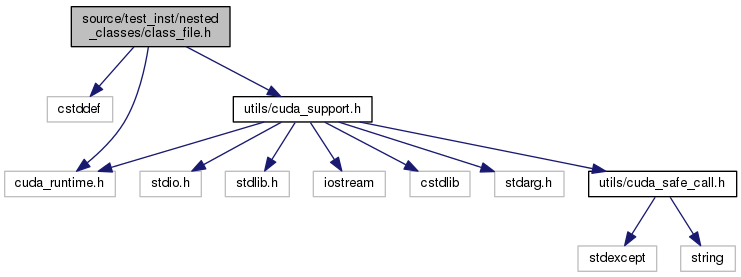 source/test_inst/nested
_classes/class_file.h
cstddef
utils/cuda_support.h
cuda_runtime.h
stdio.h
stdlib.h
iostream
cstdlib
stdarg.h
utils/cuda_safe_call.h
stdexcept
string